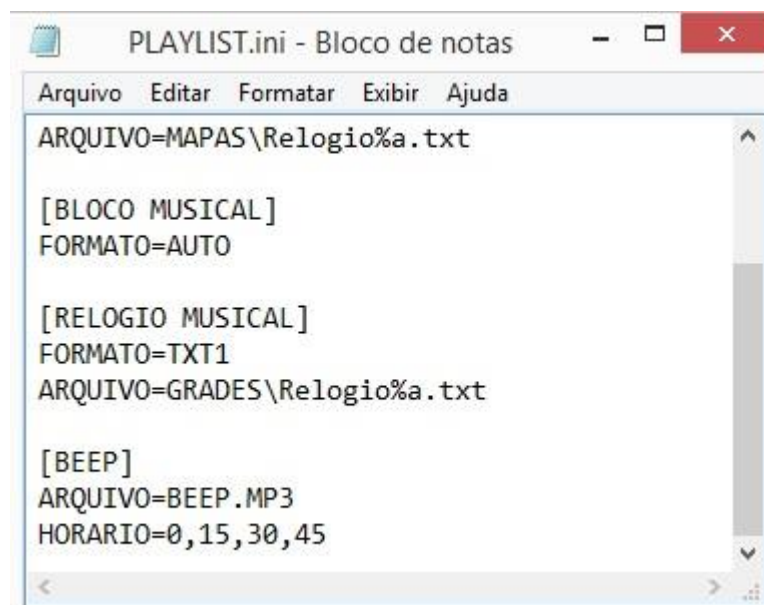 PLAYLIST.ini - Bloco de notas
Arquivo Editar Formatar Exibir Ajuda
ARQUIVO=MAPAS\Relogio%a.txt
[BLOCO MUSICAL]
FORMATO=AUTO
[RELOGIO MUSICAL]
FORMATO=TXT1
ARQUIVO=GRADES\Relogio%a.txt
[BEEP]
ARQUIVO=BEEP.MP3
HORARIO=0,15,30,45